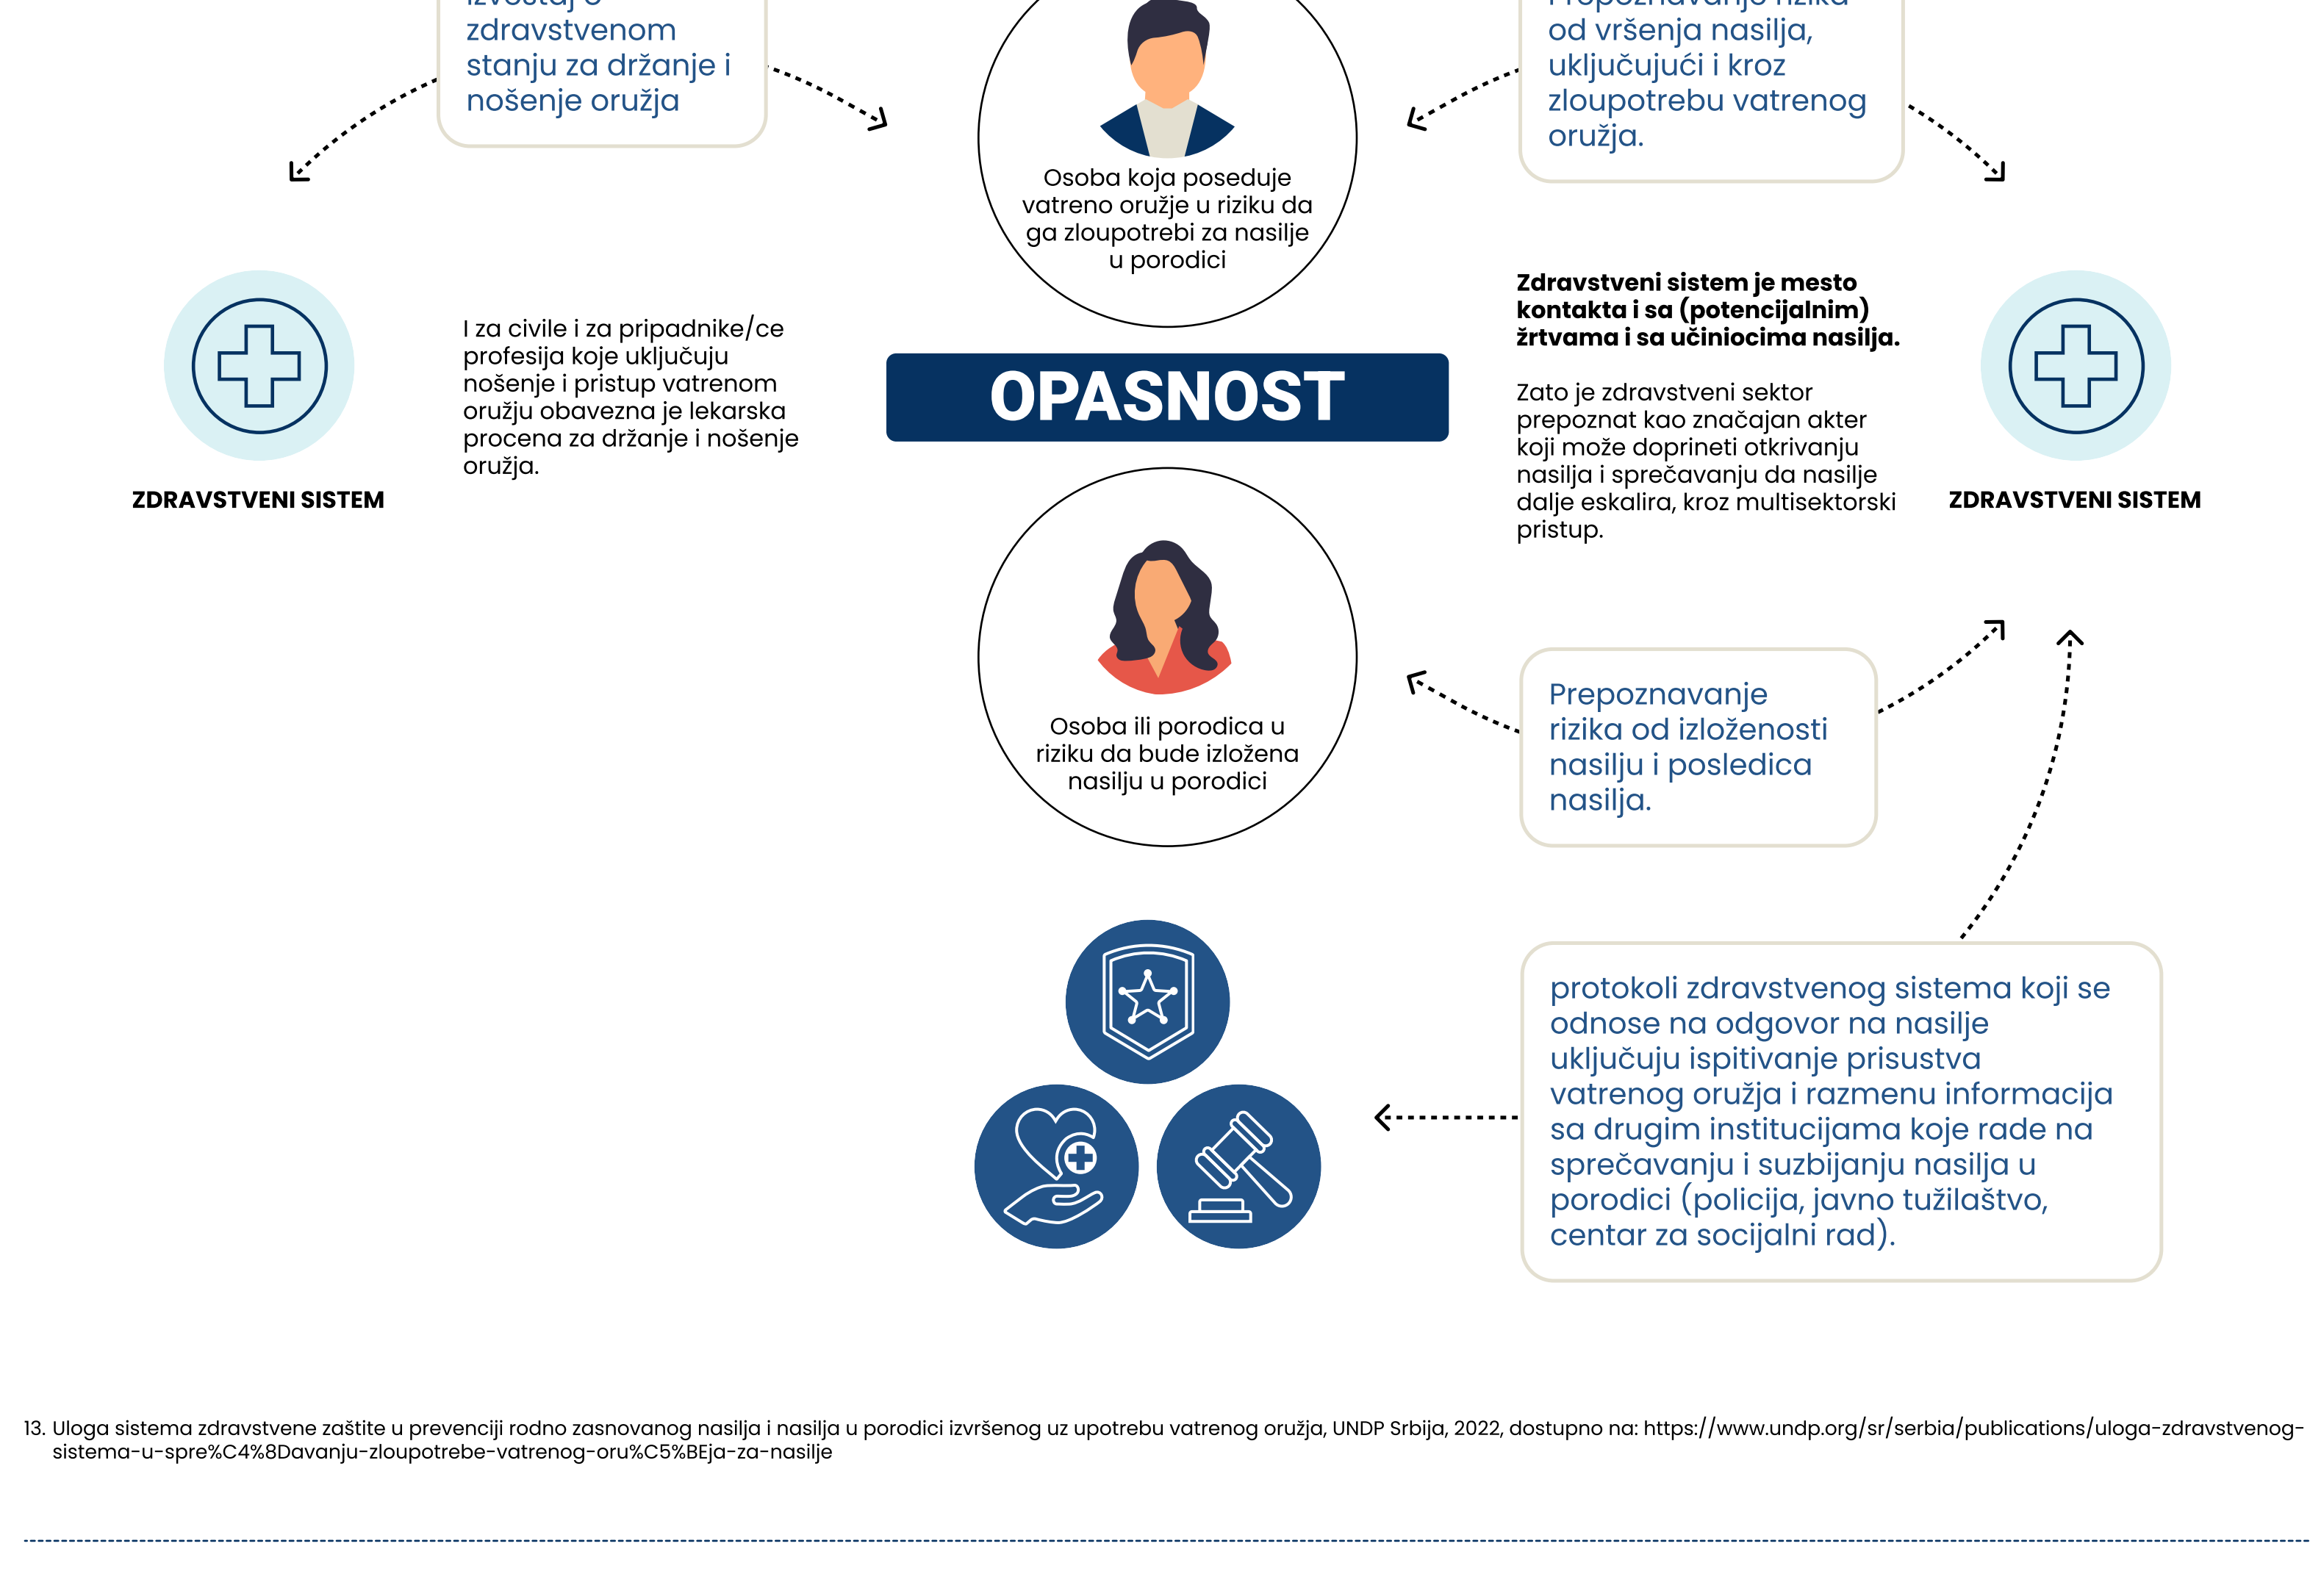 izveštaj o
zdravstvenom
stanju za držanje i
nošenje oružja
Prepoznavanje rizika
od vršenja nasilja,
uključujući i kroz
zloupotrebu vatrenog
oružja.
Osoba koja poseduje
vatreno oružje u riziku da
ga zloupotrebi za nasilje
u porodici
ZDRAVSTVENI SISTEM
I za civile i za pripadnike/ce
profesija koje uključuju
nošenje i pristup vatrenom
oružju obavezna je lekarska
procena za držanje i nošenje
oružja.
OPASNOST
Zdravstveni sistem je mesto
kontakta i sa (potencijalnim)
žrtvama i sa učiniocima nasilja.
Zato je zdravstveni sektor
prepoznat kao značajan akter
koji može doprineti otkrivanju
nasilja i sprečavanju da nasilje
dalje eskalira, kroz multisektorski
pristup.
ZDRAVSTVENI SISTEM
Osoba ili porodica u
riziku da bude izložena
nasilju u porodici
Prepoznavanje
rizika od izloženosti
nasilju i posledica
nasilja.
protokoli zdravstvenog sistema koji se
odnose na odgovor na nasilje
uključuju ispitivanje prisustva
vatrenog oružja i razmenu informacija
sa drugim institucijama koje rade na
sprečavanju i suzbijanju nasilja u
porodici (policija, javno tužilaštvo,
centar za socijalni rad).
13. Uloga sistema zdravstvene zaštite u prevenciji rodno zasnovanog nasilja i nasilja u porodici izvršenog uz upotrebu vatrenog oružja, UNDP Srbija, 2022, dostupno na: https://www.undp.org/sr/serbia/publications/uloga-zdravstvenog-
sistema-u-spre%C4%8Davanju-zloupotrebe-vatrenog-oru%C5%BEja-za-nasilje